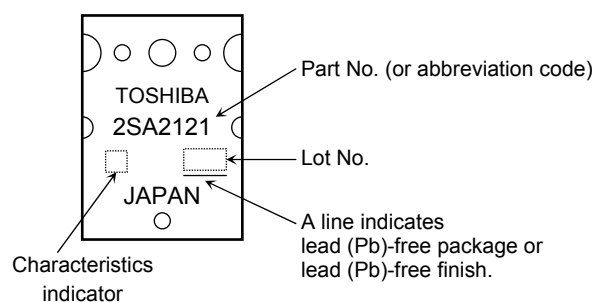 Part No. (or abbreviation code)
TOSHIBA
2SA2121
Lot No.
JAPAN
A line indicates
lead (Pb)-free package or
lead (Pb)-free finish.
Characteristics
indicator